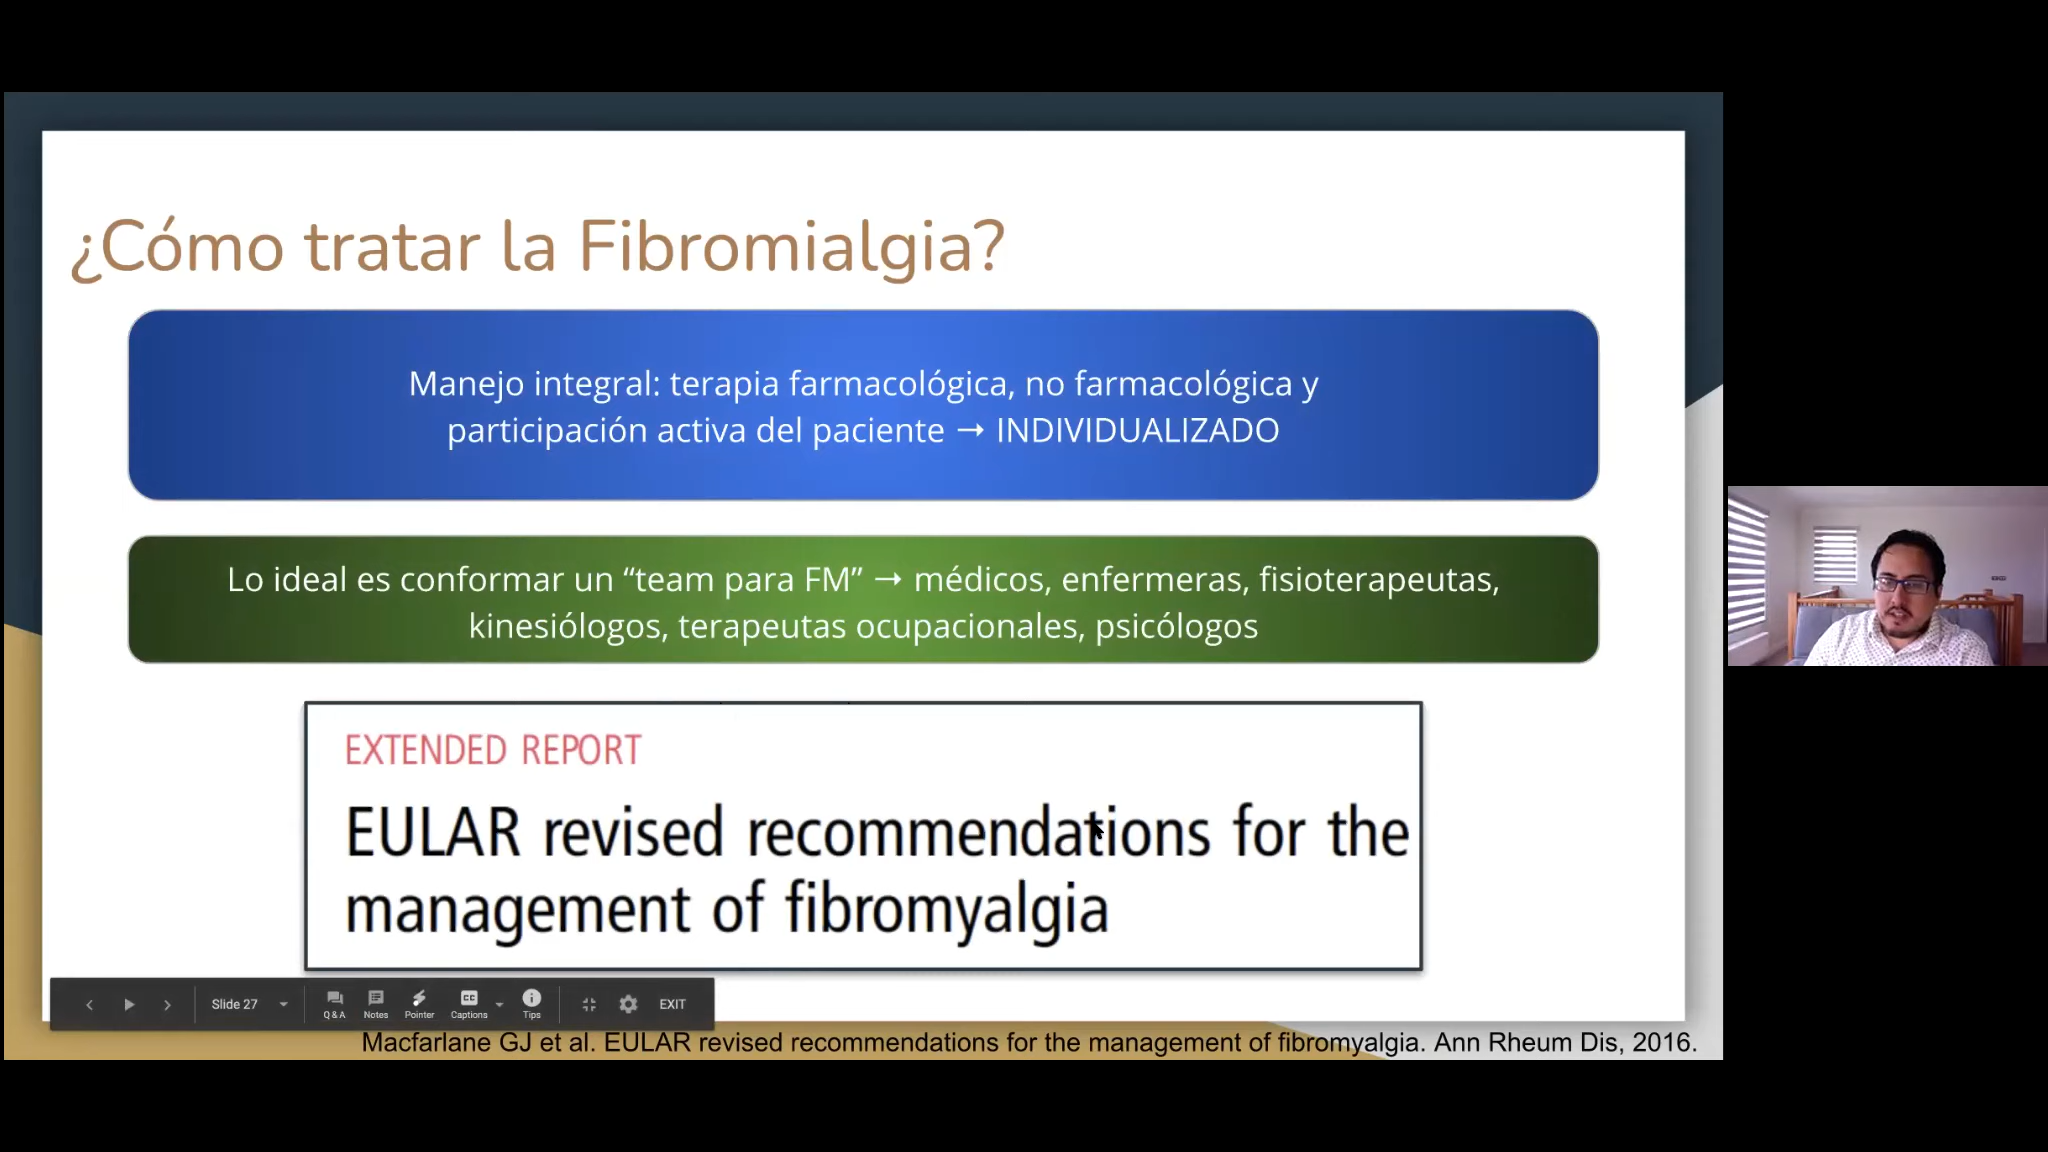 ¿Cómo tratar la Fibromialgia?
Manejo integral: terapia farmacológica, no farmacológica y
participación activa del paciente → INDIVIDUALIZADO
Lo ideal es conformar un “team para FM” → médicos, enfermeras, fisioterapeutas,
kinesiólogos, terapeutas ocupacionales, psicólogos
EXTENDED REPORT
EULAR revised recommendations for the
management of fibromyalgia
Slide 27
Q & A
Notes
Pointer
CC
Captions
Tips
EXIT
Macfarlane GJ et al. EULAR revised recommendations for the management of fibromyalgia. Ann Rheum Dis, 2016.